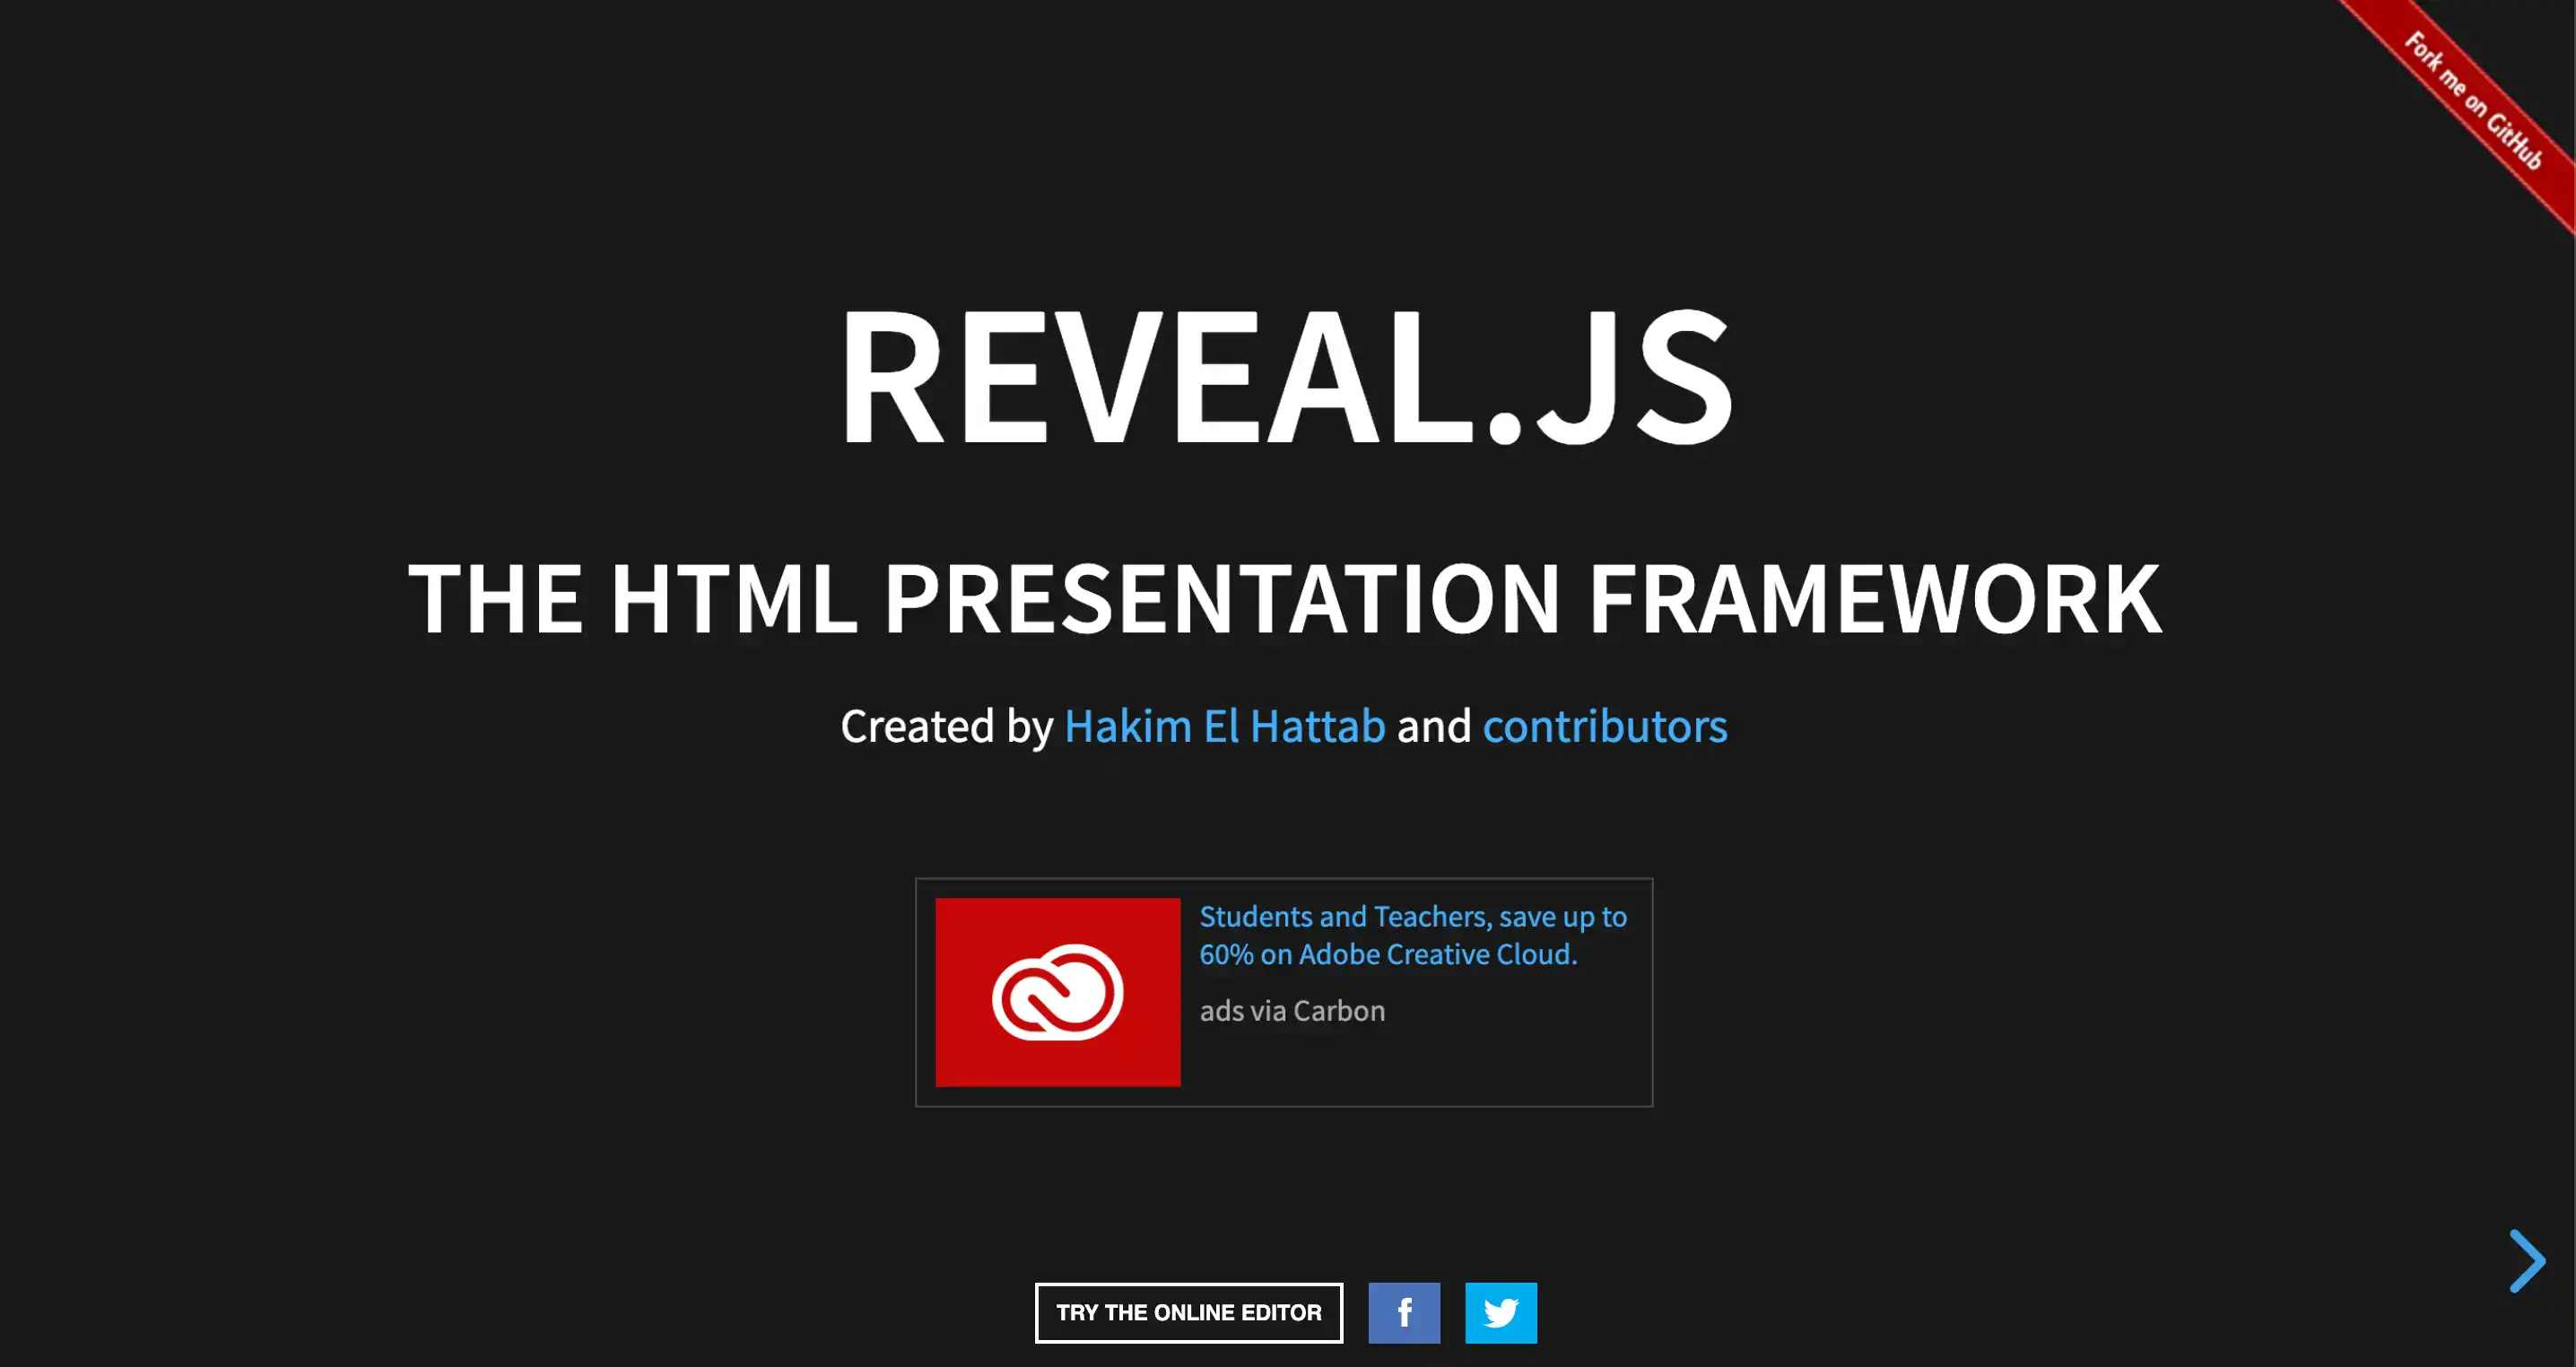 Fork me on GitHub
REVEAL.JS
THE HTML PRESENTATION FRAMEWORK
Created by Hakim El Hattab and contributors
Students and Teachers, save up to
60% on Adobe Creative Cloud.
ads via Carbon
TRY THE ONLINE EDITOR